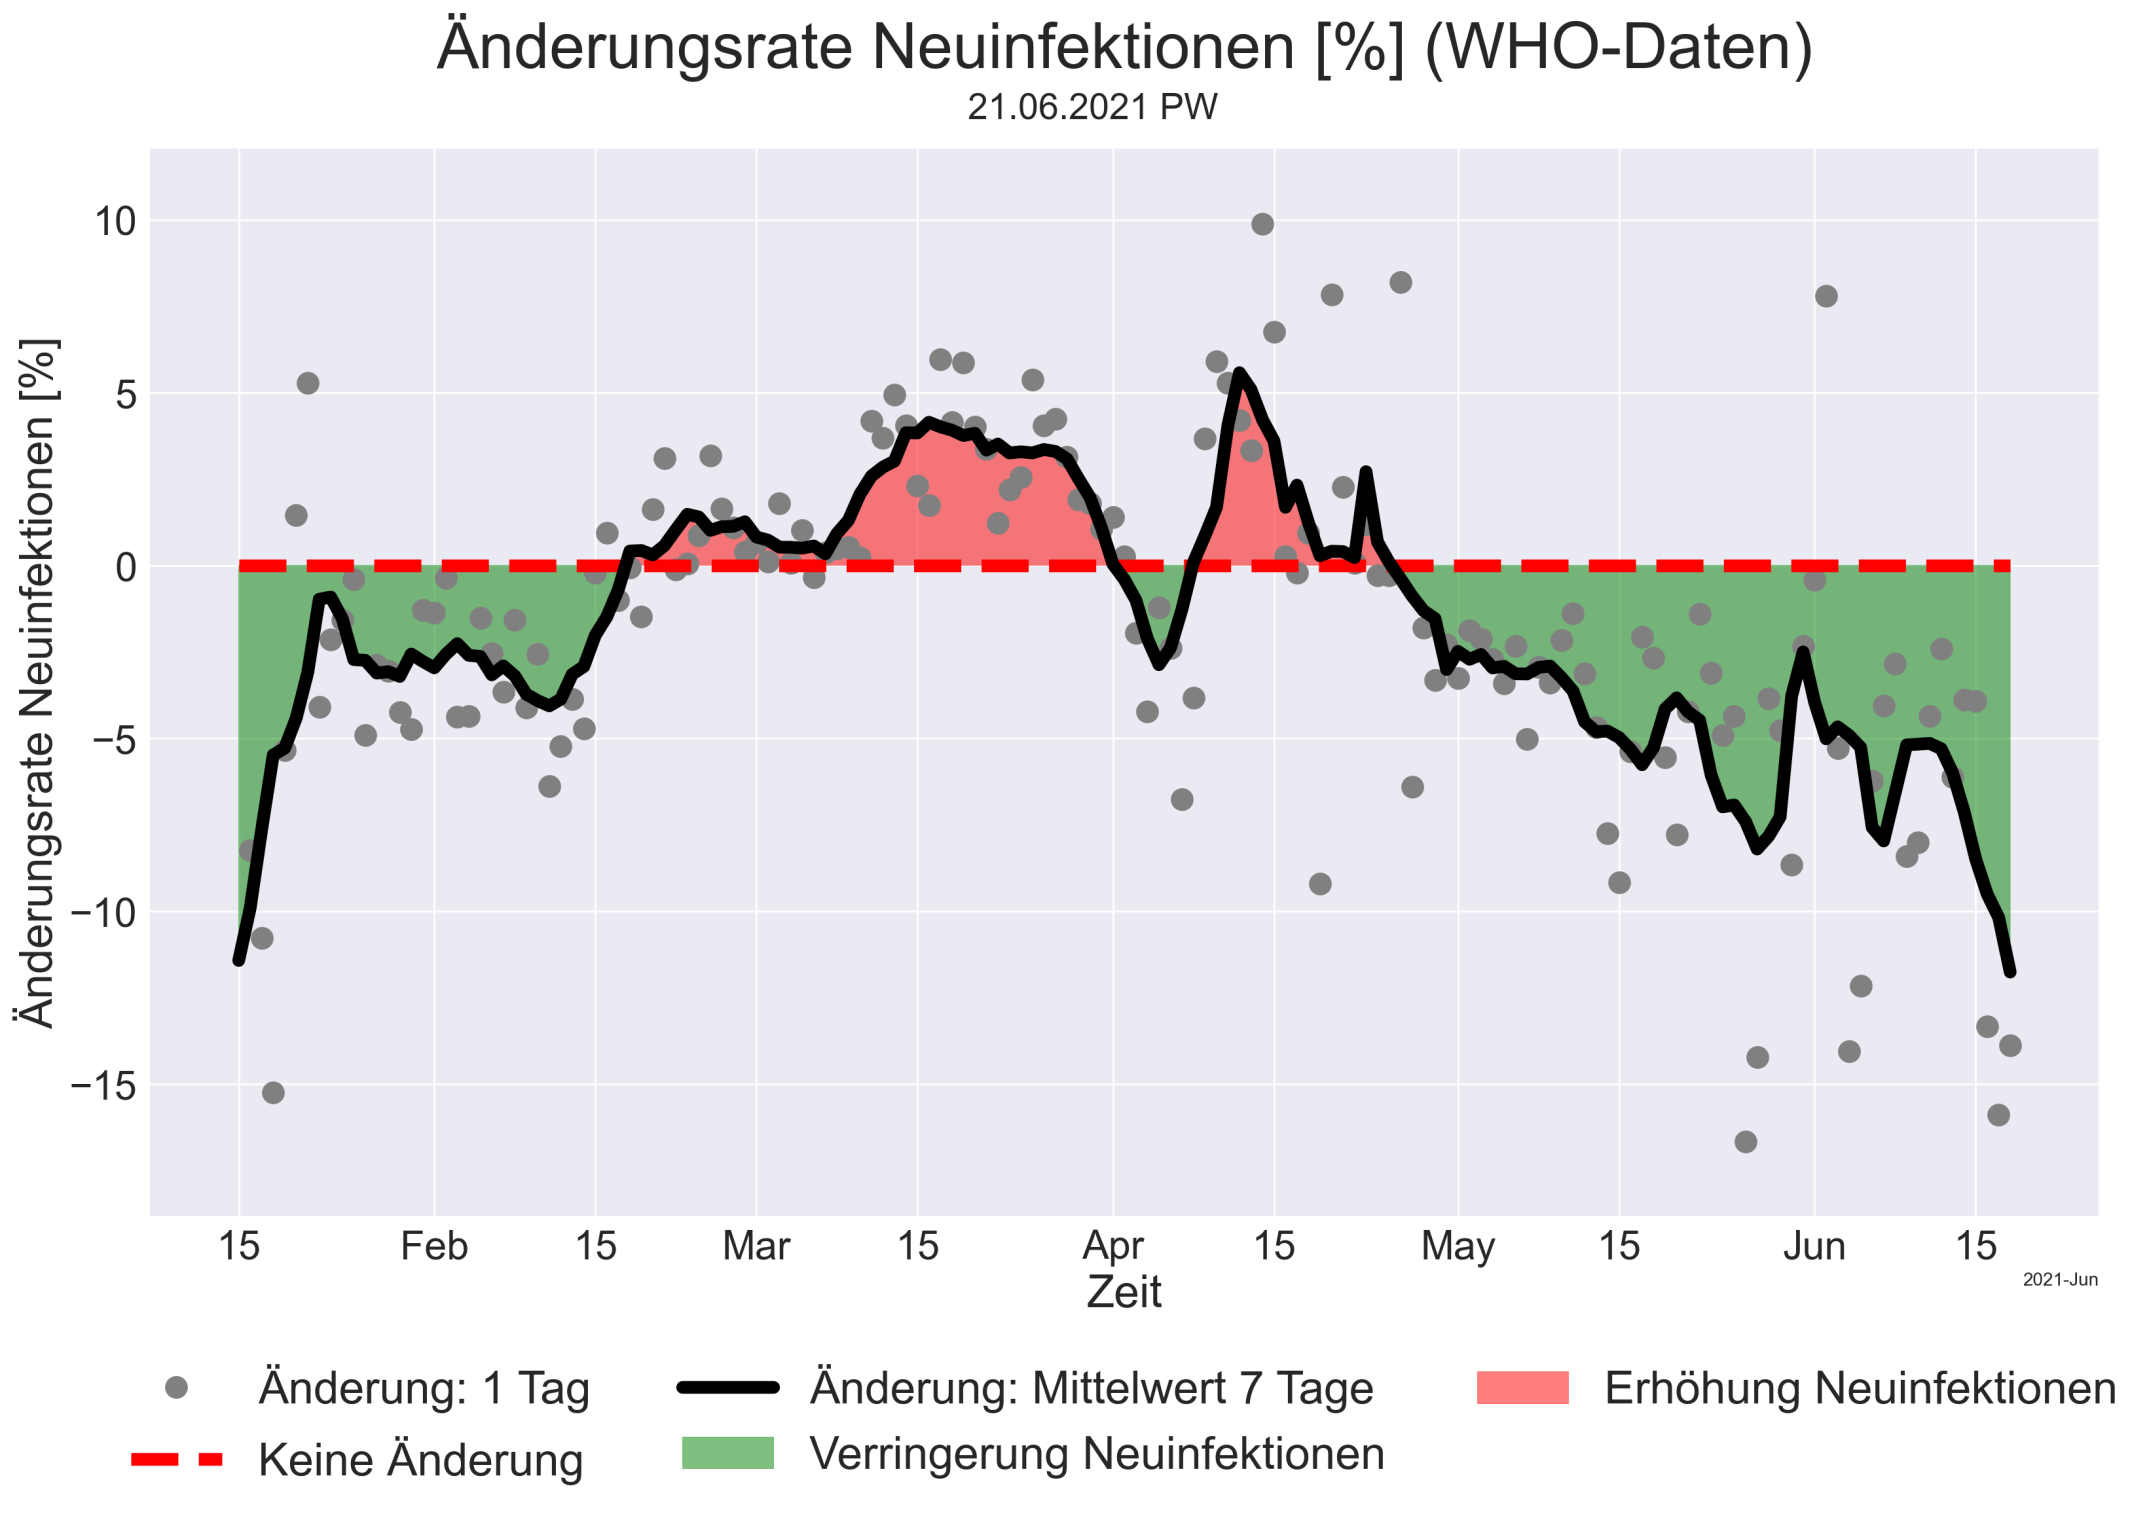 Änderungsrate Neuinfektionen [%] (WHO-Daten)
21.06.2021 PW
Änderungsrate Neuinfektionen [%]
10
5
0
−5
−10
−15
15 Feb 15 Mar 15 Apr 15 May 15 Jun 15
Zeit
2021-Jun
Änderung: 1 Tag Änderung: Mittelwert 7 Tage Erhöhung Neuinfektionen
Keine Änderung Verringerung Neuinfektionen